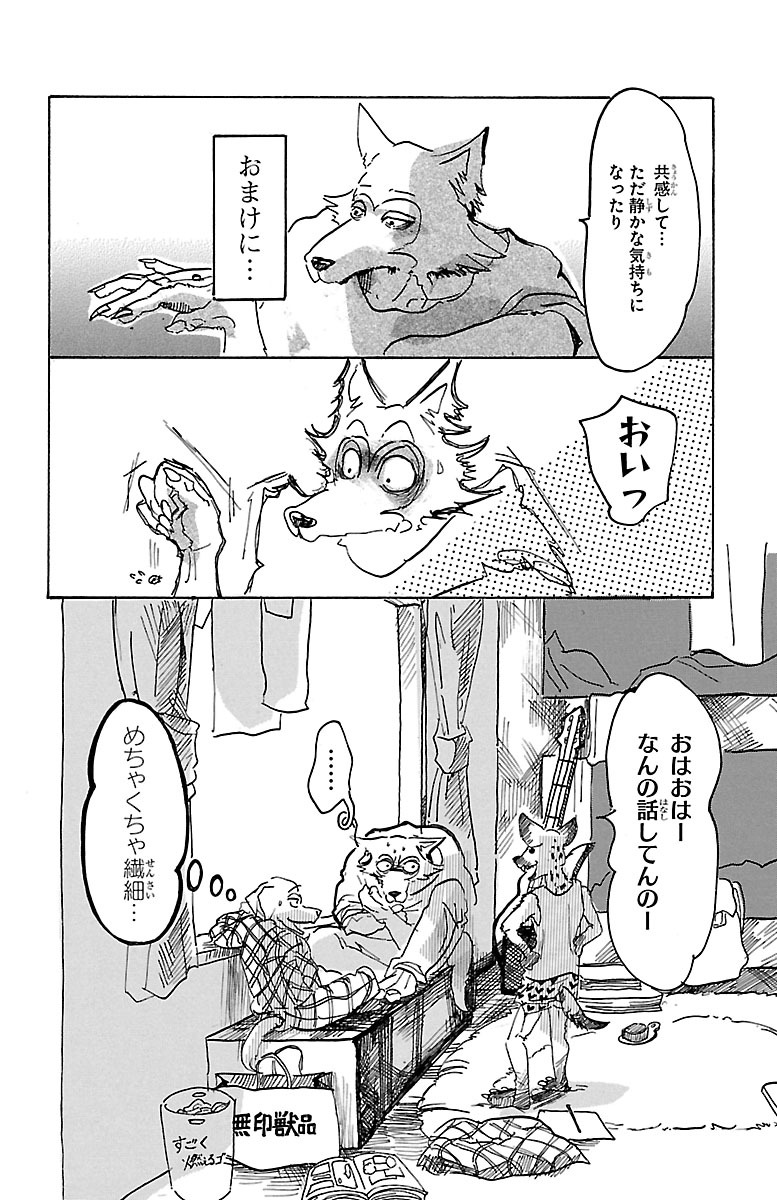 共感して…
ただ静かな気持ちに
なったり
おまけに…
おいっ
おはおはー
なんの話してんのー
……
めちゃくちゃ
繊細…
無印獣品
すごく
燃えるゴミ